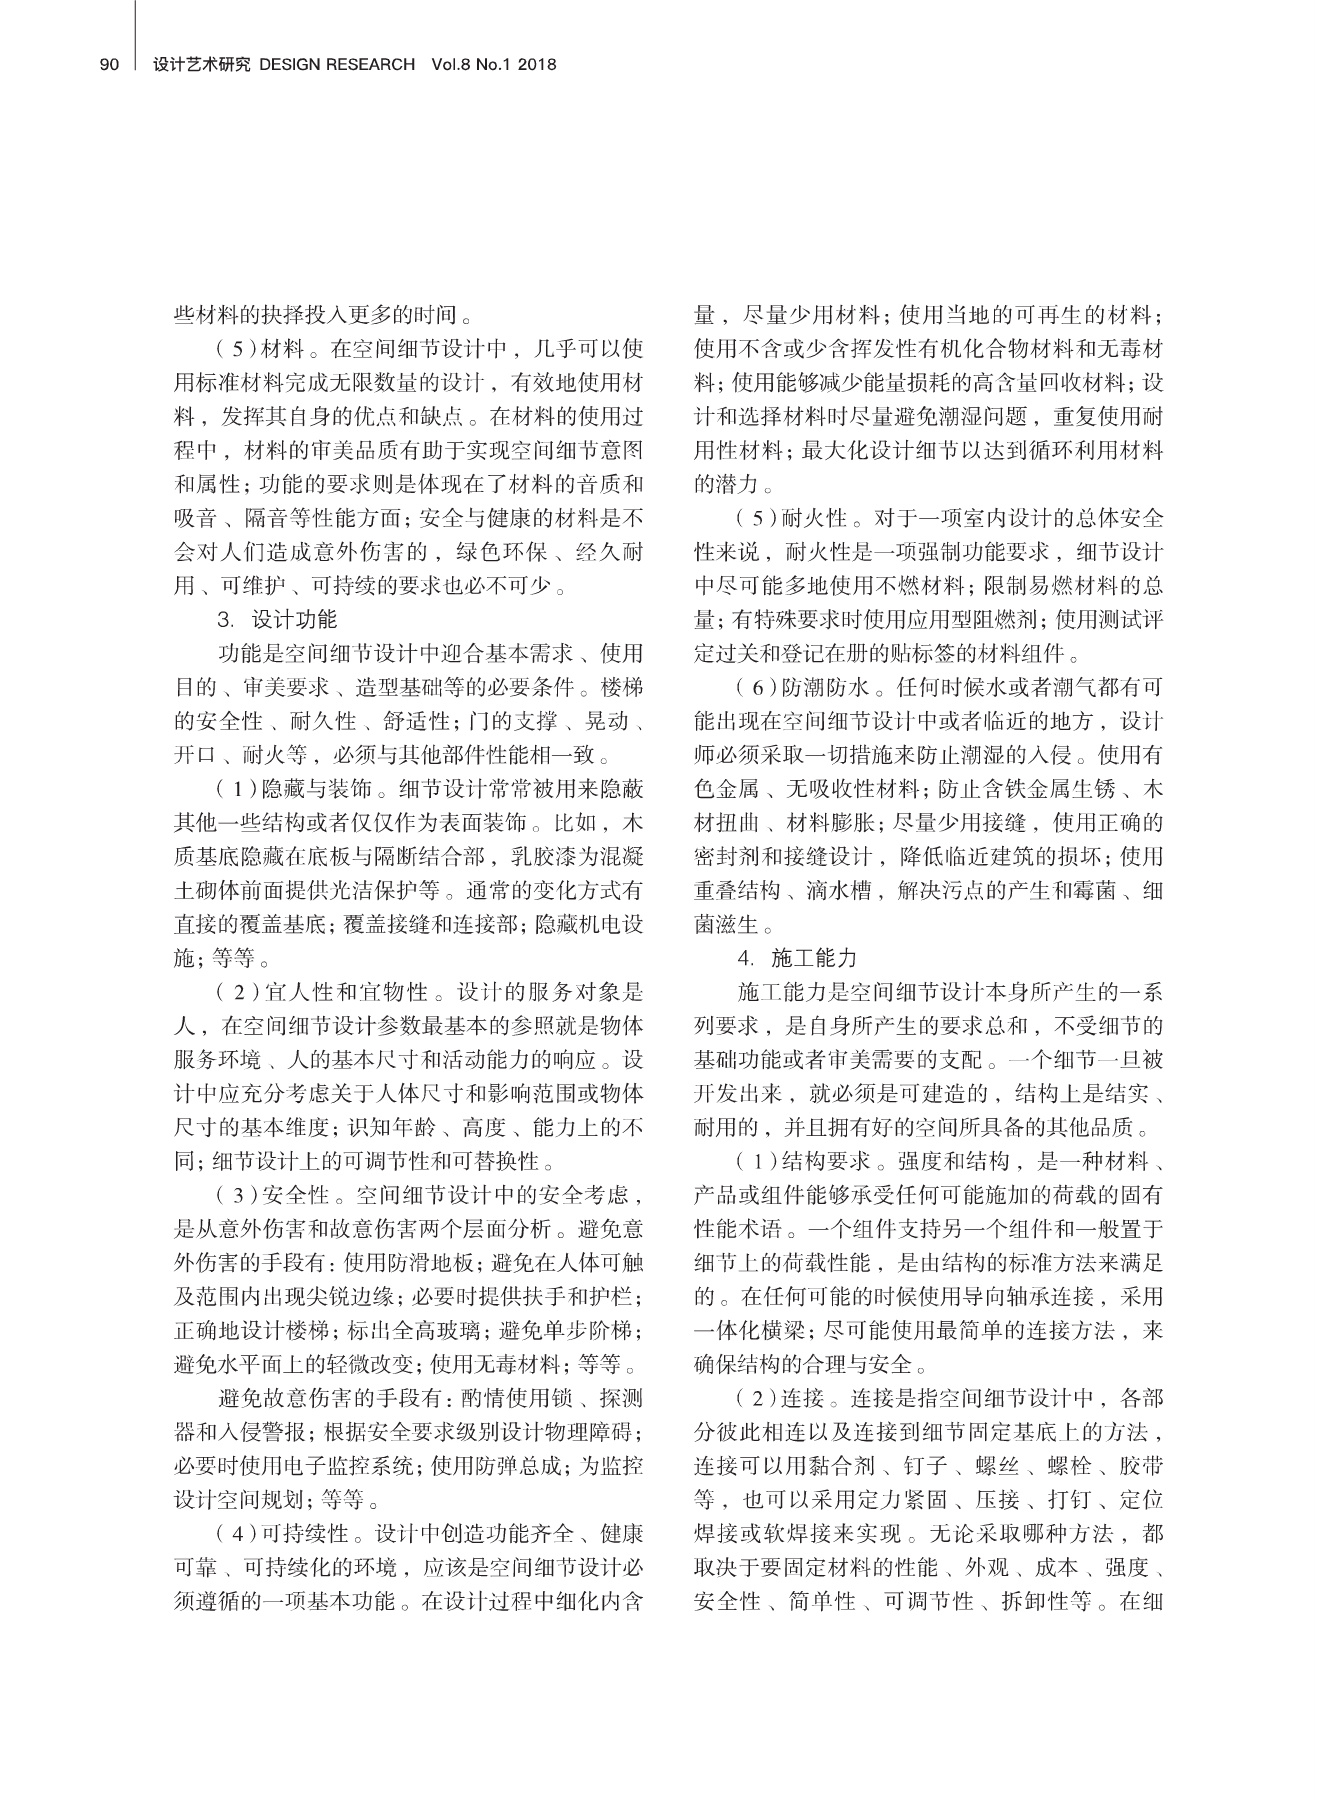 90
设计艺术研究 DESIGN RESEARCH Vol.8 No.1 2018
些材料的抉择投入更多的时间。
（5）材料。在空间细节设计中，几乎可以使
用标准材料完成无限数量的设计，有效地使用材
料，发挥其自身的优点和缺点。在材料的使用过
程中，材料的审美品质有助于实现空间细节意图
和属性；功能的要求则是体现在了材料的音质和
吸音、隔音等性能方面；安全与健康的材料是不
会对人们造成意外伤害的，绿色环保、经久耐
用、可维护、可持续的要求也必不可少。
3. 设计功能
功能是空间细节设计中迎合基本需求、使用
目的、审美要求、造型基础等的必要条件。楼梯
的安全性、耐久性、舒适性；门的支撑、晃动、
开口、耐火等，必须与其他部件性能相一致。
（1）隐藏与装饰。细节设计常常被用来隐蔽
其他一些结构或者仅仅作为表面装饰。比如，木
质基底隐藏在底板与隔断结合部，乳胶漆为混凝
土砌体前面提供光洁保护等。通常的变化方式有
直接的覆盖基底；覆盖接缝和连接部；隐藏机电设
施；等等。
（2）宜人性和宜物性。设计的服务对象是
人，在空间细节设计参数最基本的参照就是物体
服务环境、人的基本尺寸和活动能力的响应。设
计中应充分考虑关于人体尺寸和影响范围或物体
尺寸的基本维度；识知年龄、高度、能力上的不
同；细节设计上的可调节性和可替换性。
（3）安全性。空间细节设计中的安全考虑，
是从意外伤害和故意伤害两个层面分析。避免意
外伤害的手段有：使用防滑地板；避免在人体可触
及范围内出现尖锐边缘；必要时提供扶手和护栏；
正确地设计楼梯；标出全高玻璃；避免单步阶梯；
避免水平面上的轻微改变；使用无毒材料；等等。
避免故意伤害的手段有：酌情使用锁、探测
器和入侵警报；根据安全要求级别设计物理障碍；
必要时使用电子监控系统；使用防弹总成；为监控
设计空间规划；等等。
（4）可持续性。设计中创造功能齐全、健康
可靠、可持续化的环境，应该是空间细节设计必
须遵循的一项基本功能。在设计过程中细化内含
量，尽量少用材料；使用当地的可再生的材料；
使用不含或少含挥发性有机化合物材料和无毒材
料；使用能够减少能量损耗的高含量回收材料；设
计和选择材料时尽量避免潮湿问题，重复使用耐
用性材料；最大化设计细节以达到循环利用材料
的潜力。
（5）耐火性。对于一项室内设计的总体安全
性来说，耐火性是一项强制功能要求，细节设计
中尽可能多地使用不燃材料；限制易燃材料的总
量；有特殊要求时使用应用型阻燃剂；使用测试评
定过关和登记在册的贴标签的材料组件。
（6）防潮防水。任何时候水或者潮气都有可
能出现在空间细节设计中或者临近的地方，设计
师必须采取一切措施来防止潮湿的入侵。使用有
色金属、无吸收性材料；防止含铁金属生锈、木
材扭曲、材料膨胀；尽量少用接缝，使用正确的
密封剂和接缝设计，降低临近建筑的损坏；使用
重叠结构、滴水槽，解决污点的产生和霉菌、细
菌滋生。
4. 施工能力
施工能力是空间细节设计本身所产生的一系
列要求，是自身所产生的要求总和，不受细节的
基础功能或者审美需要的支配。一个细节一旦被
开发出来，就必须是可建造的，结构上是结实、
耐用的，并且拥有好的空间所具备的其他品质。
（1）结构要求。强度和结构，是一种材料、
产品或组件能够承受任何可能施加的荷载的固有
性能术语。一个组件支持另一个组件和一般置于
细节上的荷载性能，是由结构的标准方法来满足
的。在任何可能的时候使用导向轴承连接，采用
一体化横梁；尽可能使用最简单的连接方法，来
确保结构的合理与安全。
（2）连接。连接是指空间细节设计中，各部
分彼此相连以及连接到细节固定基底上的方法，
连接可以用黏合剂、钉子、螺丝、螺栓、胶带
等，也可以采用定力紧固、压接、打钉、定位
焊接或软焊接来实现。无论采取哪种方法，都
取决于要固定材料的性能、外观、成本、强度、
安全性、简单性、可调节性、拆卸性等。在细